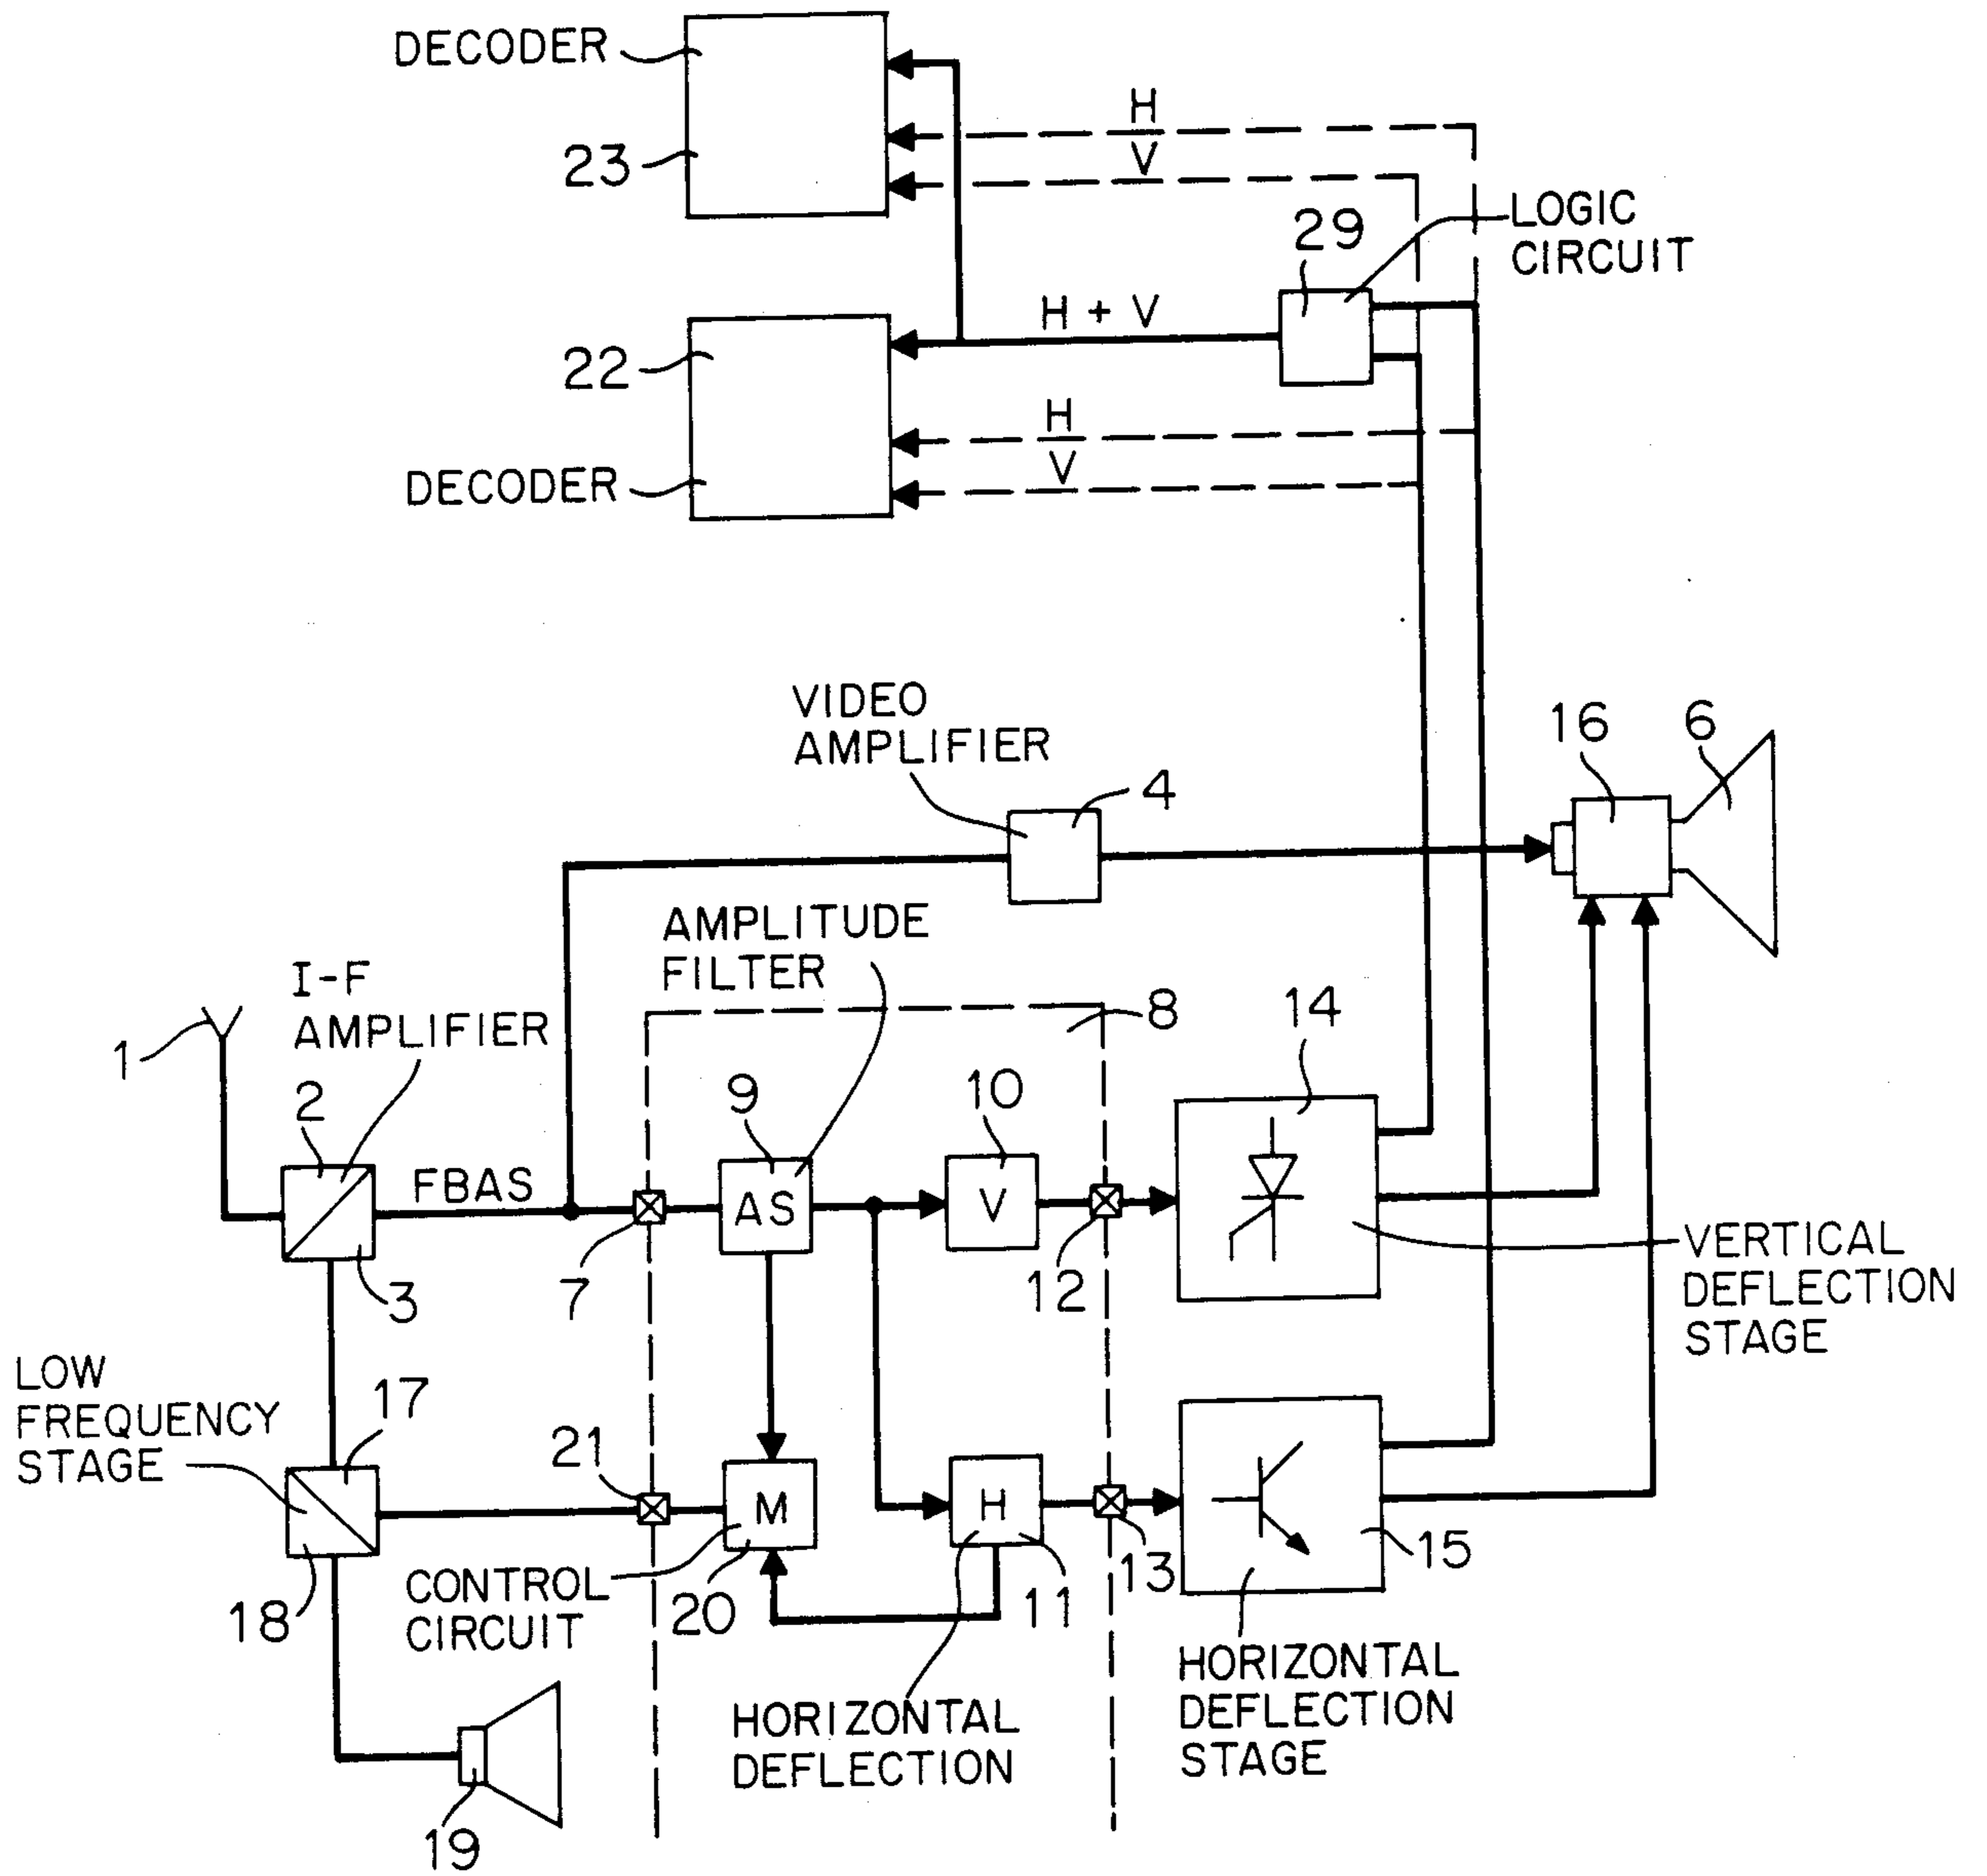 DECODER
23
H
V
29
LOGIC
CIRCUIT
H + V
22
H
V
DECODER
VIDEO
AMPLIFIER
4
16
6
AMPLITUDE
FILTER
I-F
AMPLIFIER
1
2
3
FBAS
7
8
9
AS
10
V
12
14
VERTICAL
DEFLECTION
STAGE
LOW
FREQUENCY
STAGE
17
18
21
M
CONTROL
CIRCUIT
20
H
11
13
15
HORIZONTAL
DEFLECTION
HORIZONTAL
DEFLECTION
STAGE
19